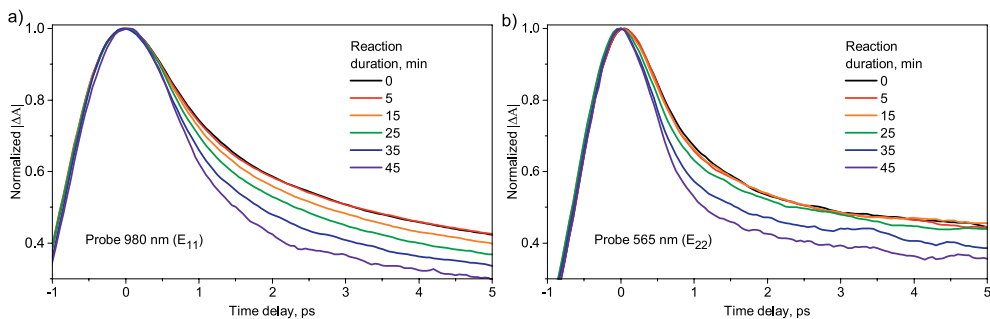 a)
Normalized |ΔA|
1.0
0.8
0.6
0.4
-1
0
1
2
3
4
5
Time delay, ps
Reaction
duration, min
0
5
15
25
35
45
Probe 980 nm (E11)
b)
Normalized |ΔA|
1.0
0.8
0.6
0.4
-1
0
1
2
3
4
5
Time delay, ps
Reaction
duration, min
0
5
15
25
35
45
Probe 565 nm (E22)